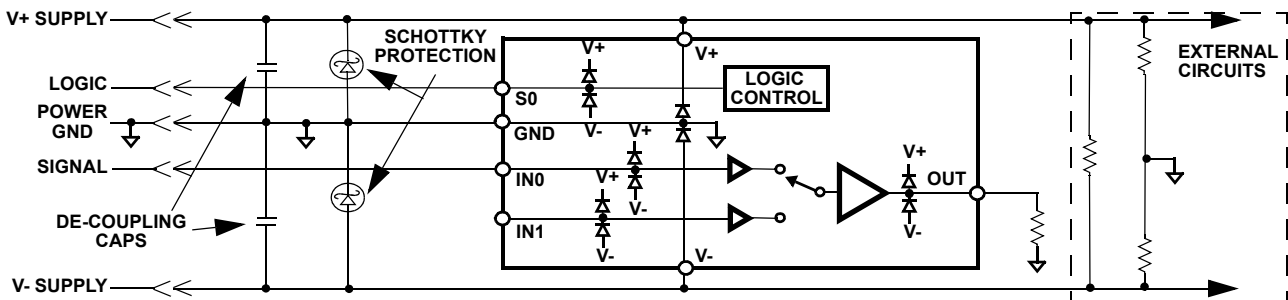 V+ SUPPLY
LOGIC
POWER
GND
SIGNAL
DE-COUPLING
CAPS
V- SUPPLY
SCHOTTKY
PROTECTION
V+
V+
S0
V-
LOGIC
CONTROL
GND
V+
IN0
V+
V-
IN1
V-
V+
OUT
V-
V-
EXTERNAL
CIRCUITS